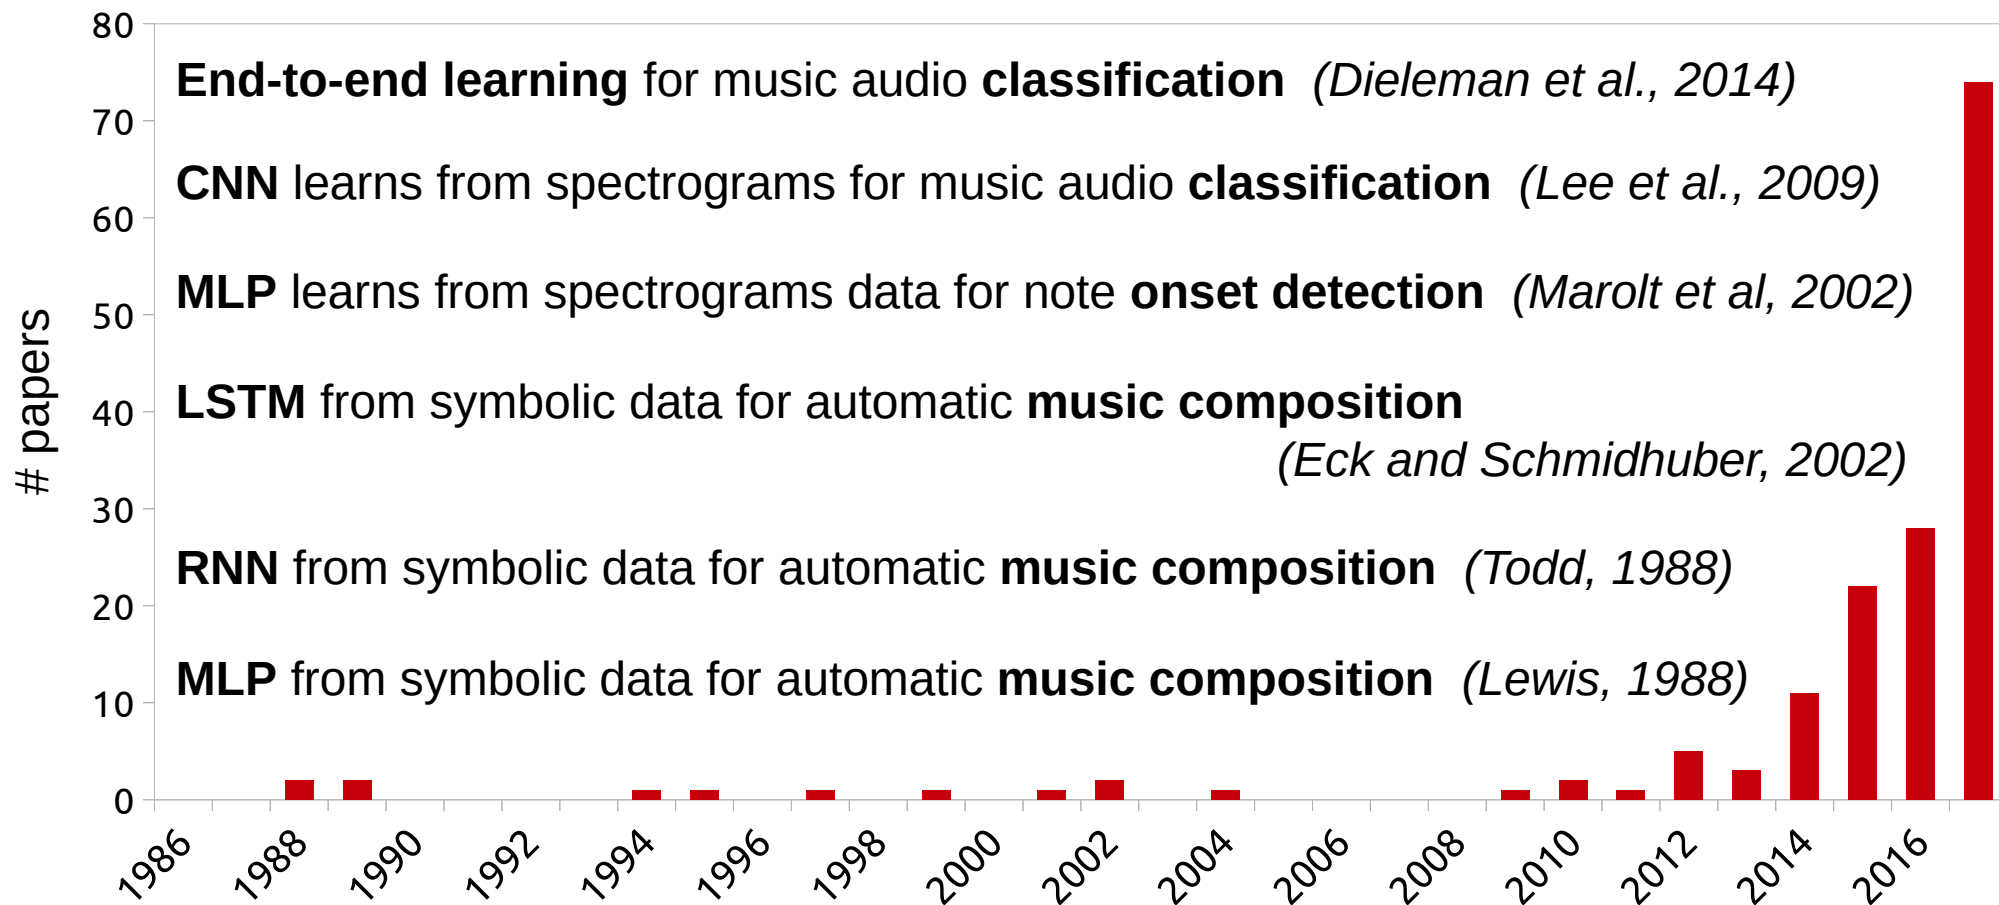 80
End-to-end learning for music audio classification (Dieleman et al., 2014)
70
CNN learns from spectrograms for music audio classification (Lee et al., 2009)
60
MLP learns from spectrograms data for note onset detection (Marolt et al, 2002)
50
# papers
LSTM from symbolic data for automatic music composition
40
(Eck and Schmidhuber, 2002)
30
RNN from symbolic data for automatic music composition (Todd, 1988)
20
MLP from symbolic data for automatic music composition (Lewis, 1988)
10
0
1986 1988 1990 1992 1994 1996 1998 2000 2002 2004 2006 2008 2010 2012 2014 2016